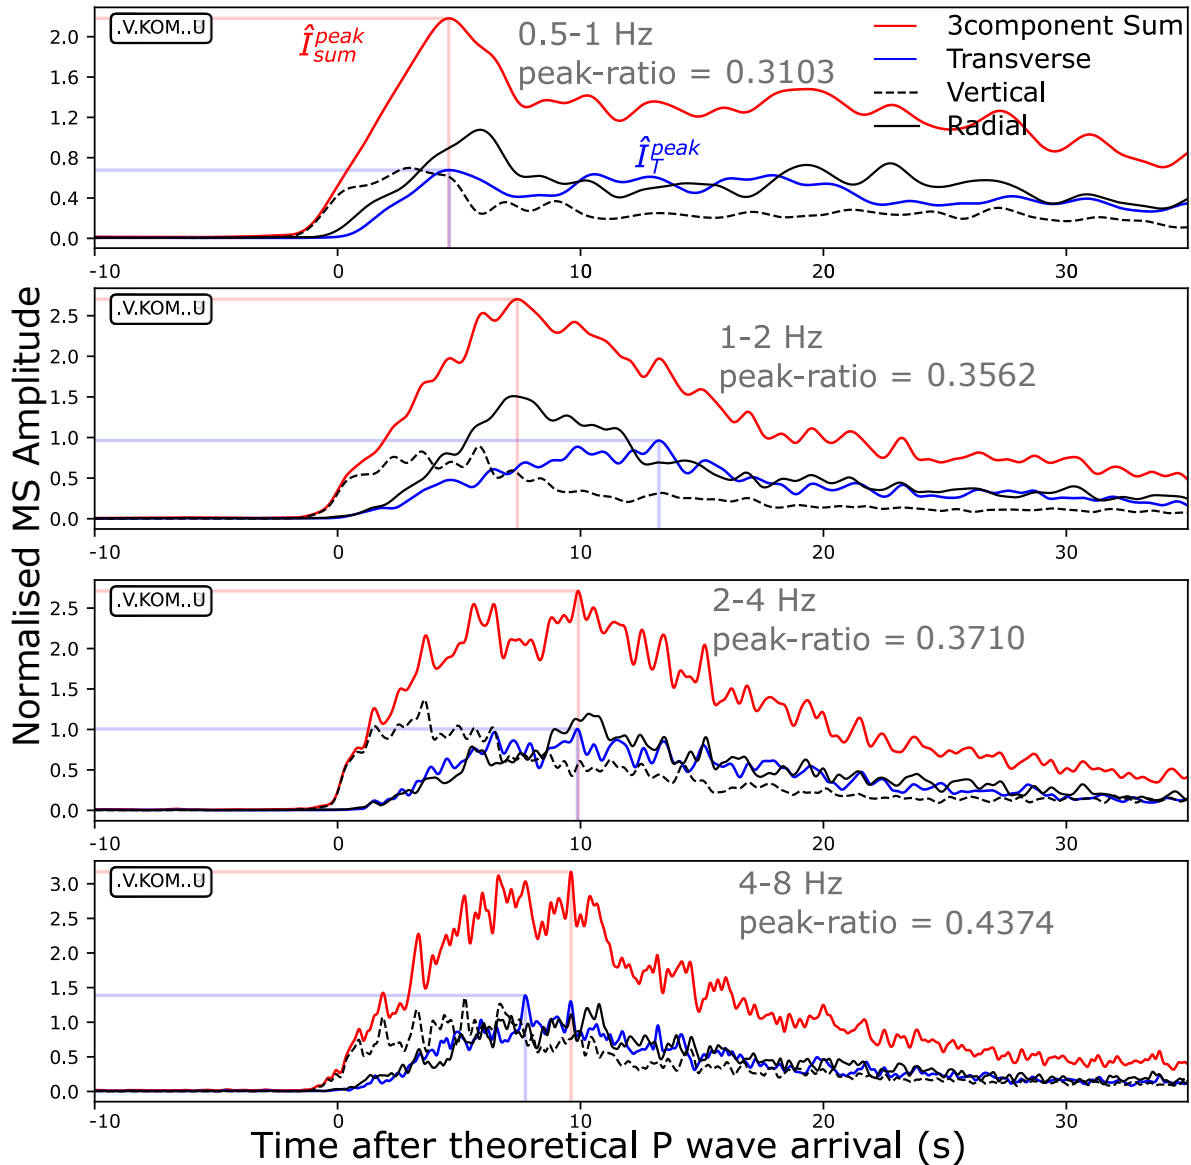 Normalised MS Amplitude
.V.KOM..U
Î_sum^peak
0.5-1 Hz
peak-ratio = 0.3103
3component Sum
Transverse
Vertical
Radial
Î_T^peak
2.0
1.6
1.2
0.8
0.4
0.0
-10 0 10 20 30
.V.KOM..U
1-2 Hz
peak-ratio = 0.3562
2.5
2.0
1.5
1.0
0.5
0.0
-10 0 10 20 30
.V.KOM..U
2-4 Hz
peak-ratio = 0.3710
2.5
2.0
1.5
1.0
0.5
0.0
-10 0 10 20 30
.V.KOM..U
4-8 Hz
peak-ratio = 0.4374
3.0
2.5
2.0
1.5
1.0
0.5
0.0
-10 0 10 20 30
Time after theoretical P wave arrival (s)